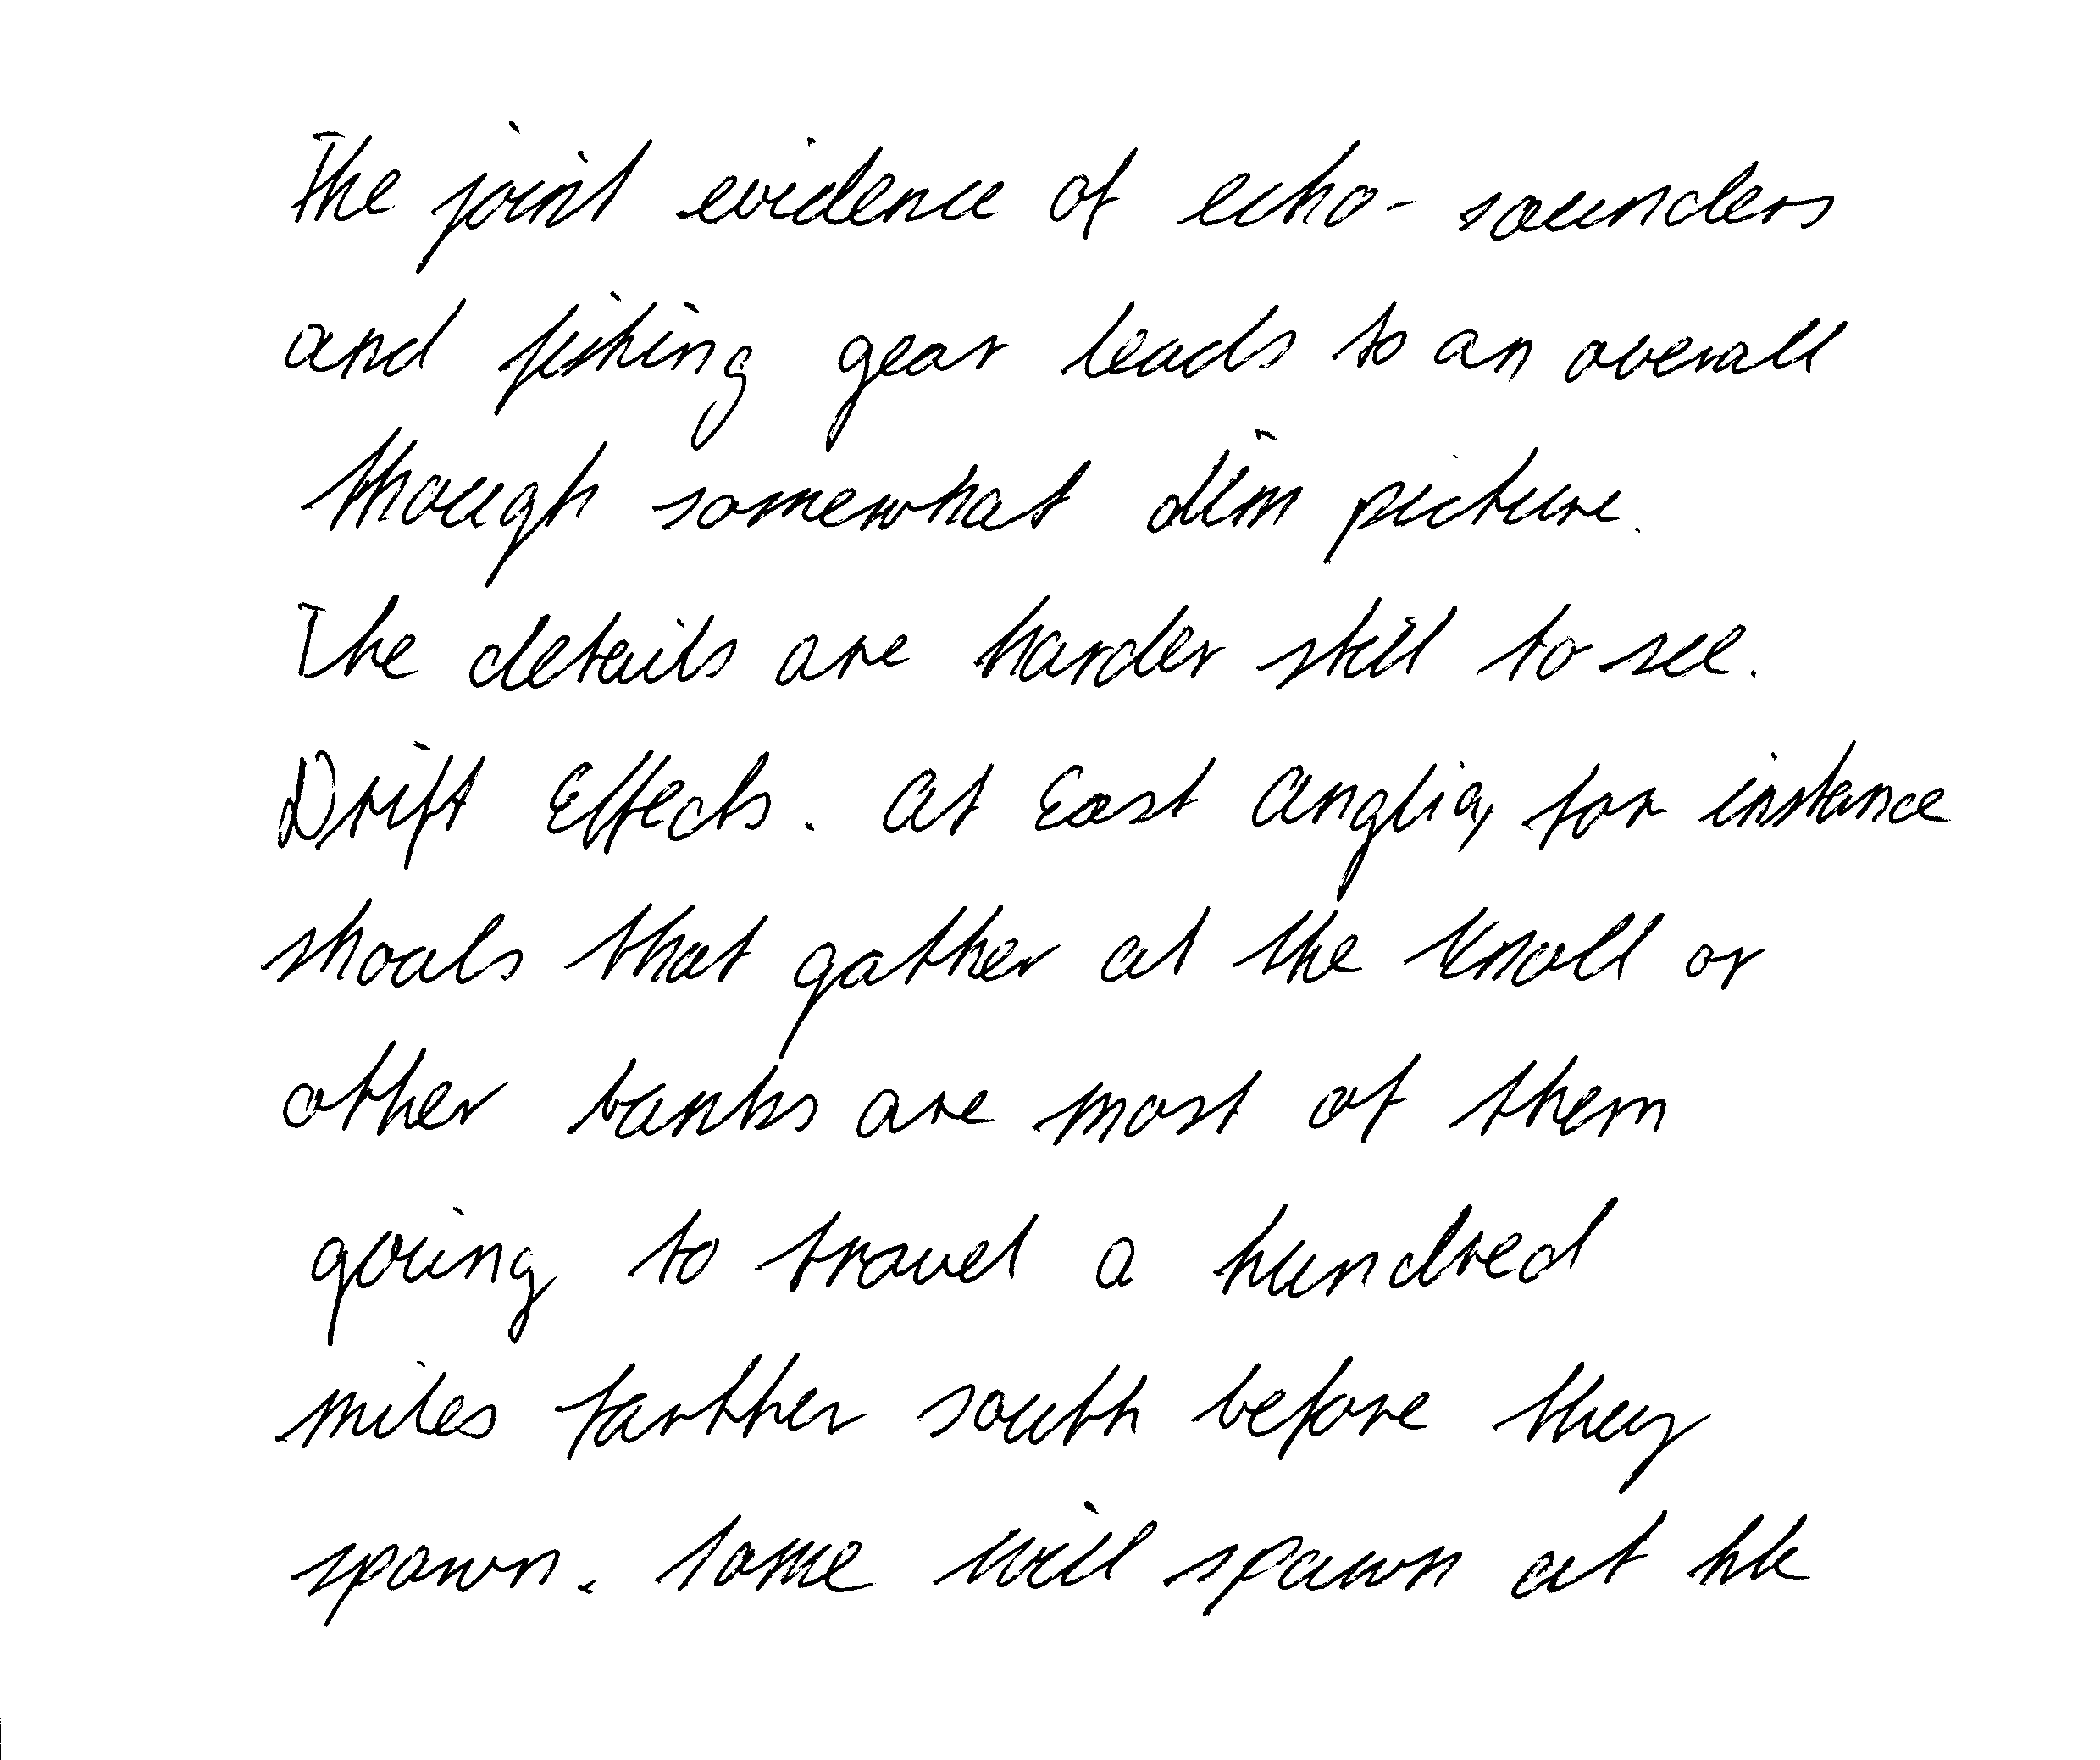 The joint evidence of echo-sounders
and fishing gear leads to an overall
though somewhat dim picture.
The details are harder still to see.
Drift Effects. At East Anglia, for instance
shoals that gather at the Knoll or
other banks are most of them
going to travel a hundred
miles farther south before they
spawn. Some will spawn at the